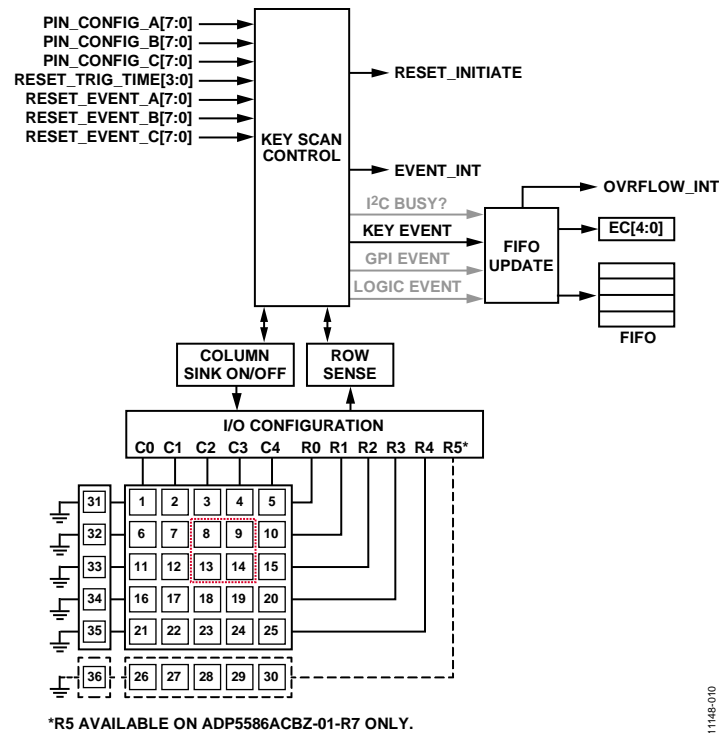 PIN_CONFIG_A[7:0]
PIN_CONFIG_B[7:0]
PIN_CONFIG_C[7:0]
RESET_TRIG_TIME[3:0]
RESET_EVENT_A[7:0]
RESET_EVENT_B[7:0]
RESET_EVENT_C[7:0]
KEY SCAN
CONTROL
RESET_INITIATE
EVENT_INT
I2C BUSY?
KEY EVENT
GPI EVENT
LOGIC EVENT
FIFO
UPDATE
OVRFLOW_INT
EC[4:0]
FIFO
COLUMN
SINK ON/OFF
ROW
SENSE
I/O CONFIGURATION
C0 C1 C2 C3 C4 R0 R1 R2 R3 R4 R5*
31 1 2 3 4 5
32 6 7 8 9 10
33 11 12 13 14 15
34 16 17 18 19 20
35 21 22 23 24 25
36 26 27 28 29 30
*R5 AVAILABLE ON ADP5586ACBZ-01-R7 ONLY.
11148-010